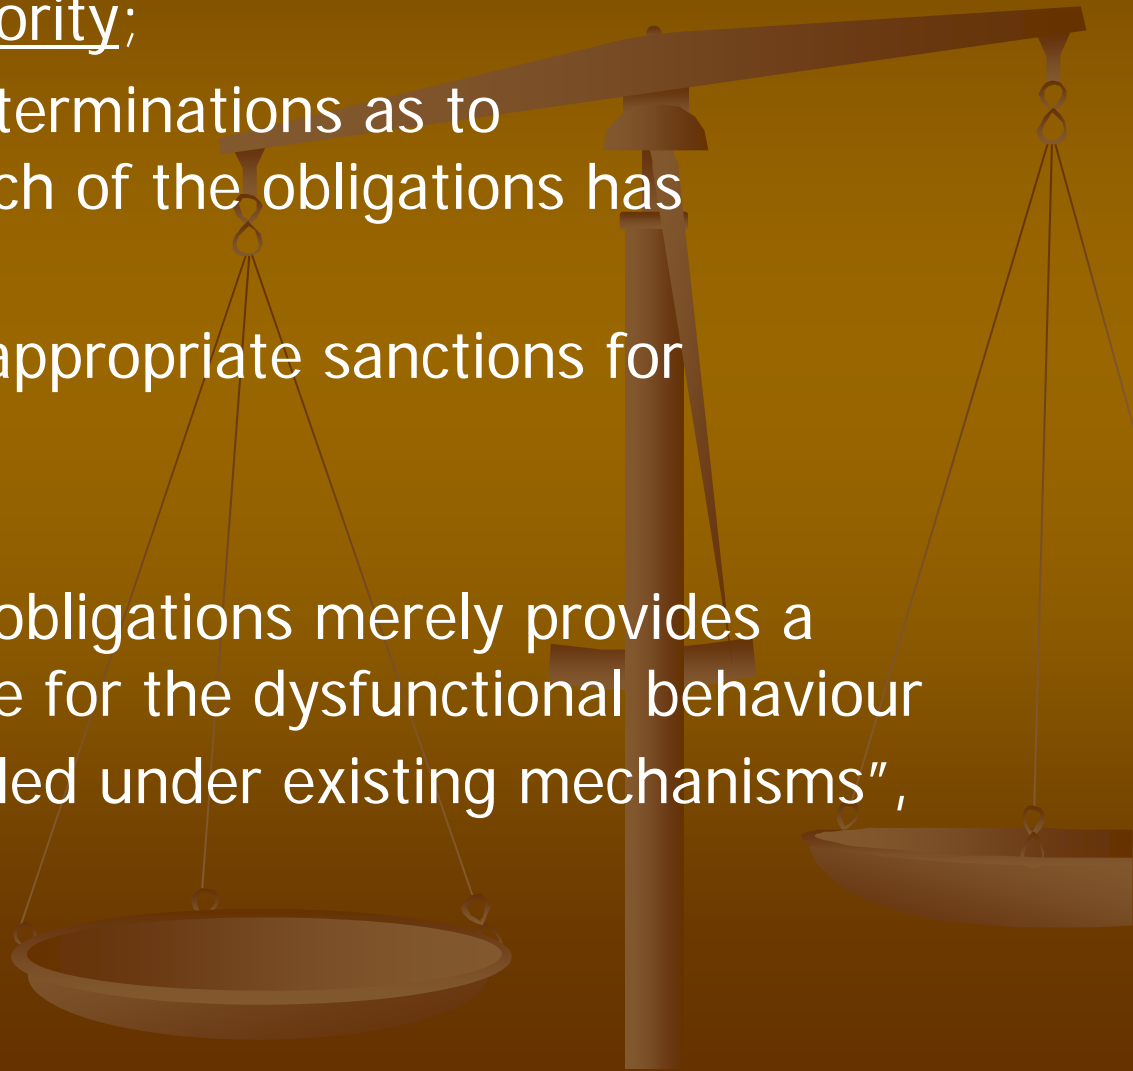 ority;
terminations as to
ch of the obligations has
appropriate sanctions for
obligations merely provides a
e for the dysfunctional behaviour
led under existing mechanisms”,